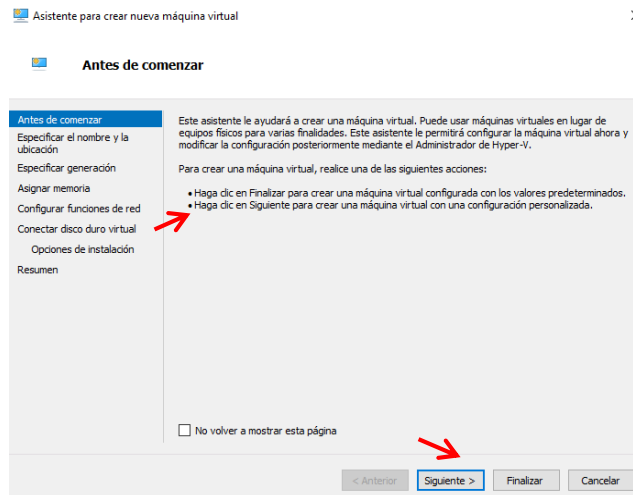 Asistente para crear nueva máquina virtual
Antes de comenzar
Antes de comenzar
Especificar el nombre y la
ubicación
Especificar generación
Asignar memoria
Configurar funciones de red
Conectar disco duro virtual
Opciones de instalación
Resumen
Este asistente le ayudará a crear una máquina virtual. Puede usar máquinas virtuales en lugar de
equipos físicos para varias finalidades. Este asistente le permitirá configurar la máquina virtual ahora y
modificar la configuración posteriormente mediante el Administrador de Hyper-V.
Para crear una máquina virtual, realice una de las siguientes acciones:
• Haga clic en Finalizar para crear una máquina virtual configurada con los valores predeterminados.
• Haga clic en Siguiente para crear una máquina virtual con una configuración personalizada.
No volver a mostrar esta página
< Anterior
Siguiente >
Finalizar
Cancelar